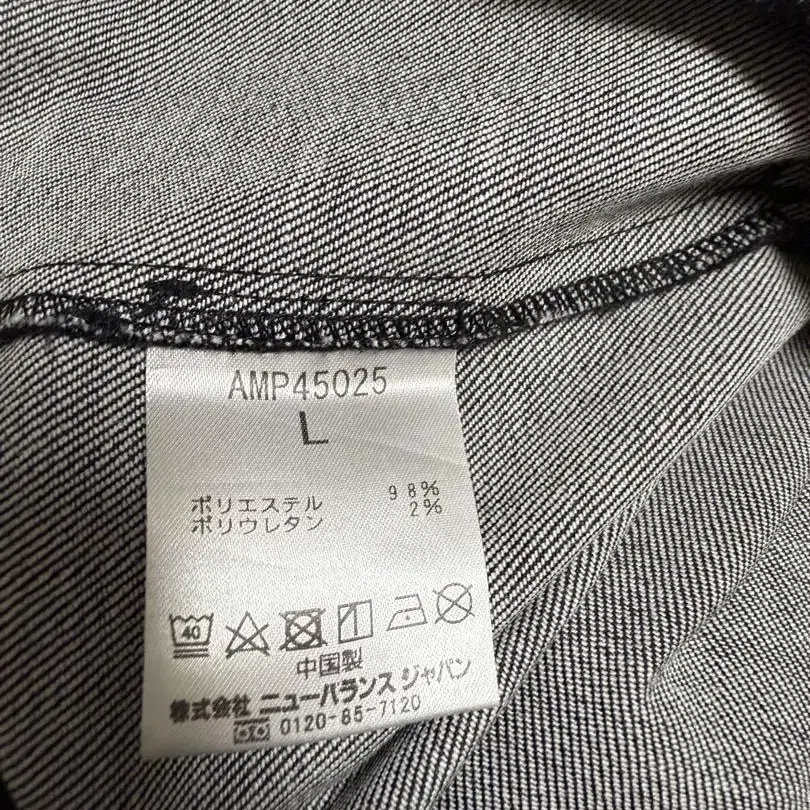 AMP45025
L
ポリエステル 98%
ポリウレタン 2%
40
中国製
株式会社 ニューバランス ジャパン
0120-85-7120